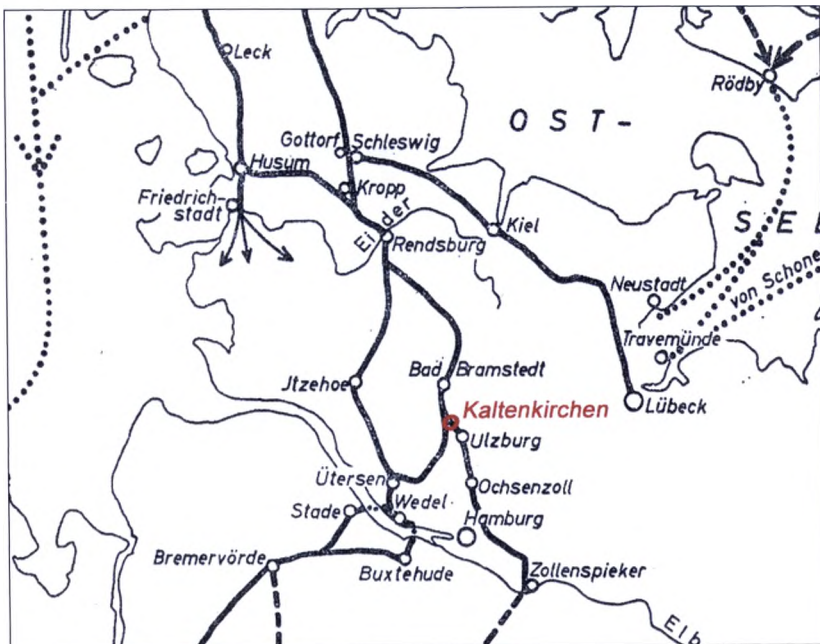 Leck
Rödby
OST-
Gottorf
Schleswig
Husum
Kropp
Friedrich-
stadt
Eider
Kiel
SEE
Rendsburg
Neustadt
von Schone
Travemünde
Jtzehoe
Bad Bramstedt
Lübeck
Kaltenkirchen
Ulzburg
Ütersen
Ochsenzoll
Stade
Wedel
Hamburg
Bremervörde
Buxtehude
Zollenspieker
Elb